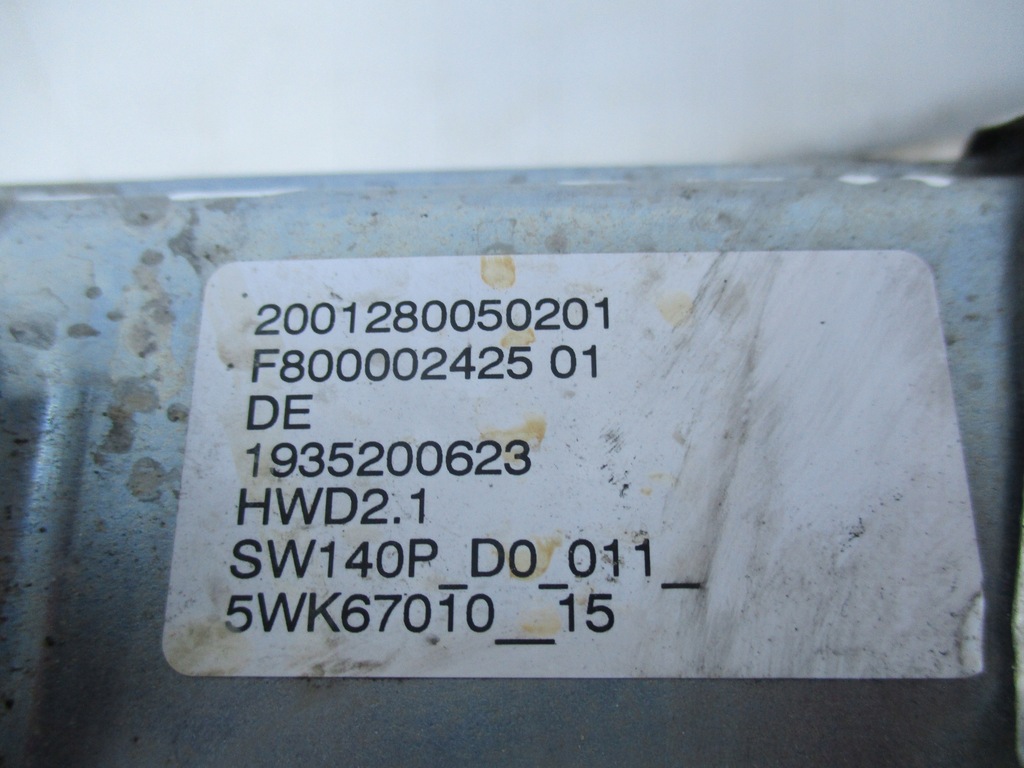 2001280050201
F800002425 01
DE
1935200623
HWD2.1
SW140P_D0_011_
5WK67010__15